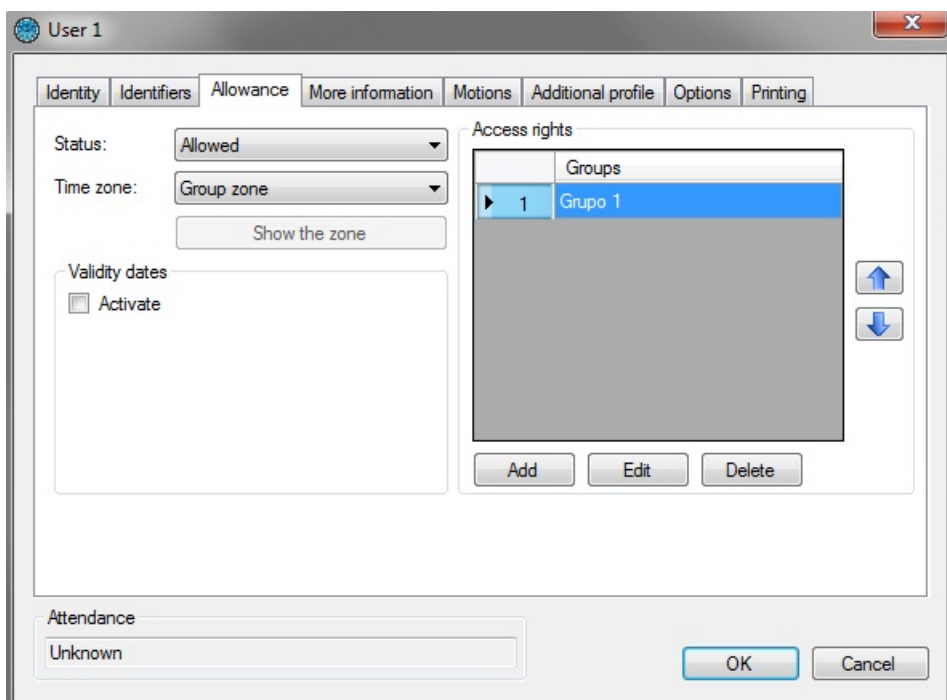 User 1
Identity
Identifiers
Allowance
More information
Motions
Additional profile
Options
Printing
Status:
Allowed
Time zone:
Group zone
Show the zone
Validity dates
Activate
Access rights
Groups
1 Grupo 1
Add
Edit
Delete
Attendance
Unknown
OK
Cancel